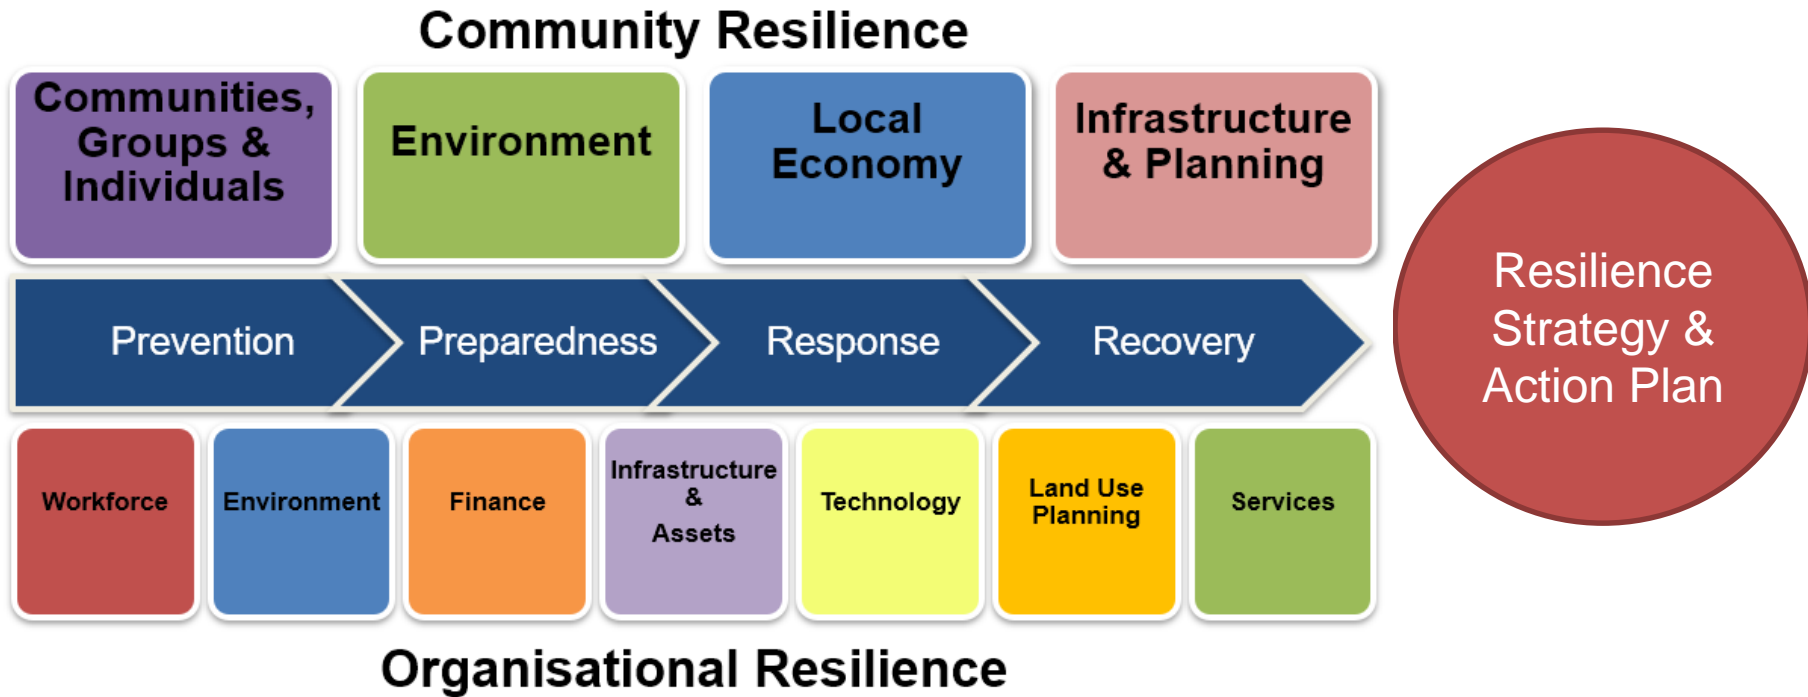 Community Resilience
Communities,
Groups &
Individuals
Environment
Local
Economy
Infrastructure
& Planning
Prevention
Preparedness
Response
Recovery
Resilience
Strategy &
Action Plan
Workforce
Environment
Finance
Infrastructure
&
Assets
Technology
Land Use
Planning
Services
Organisational Resilience